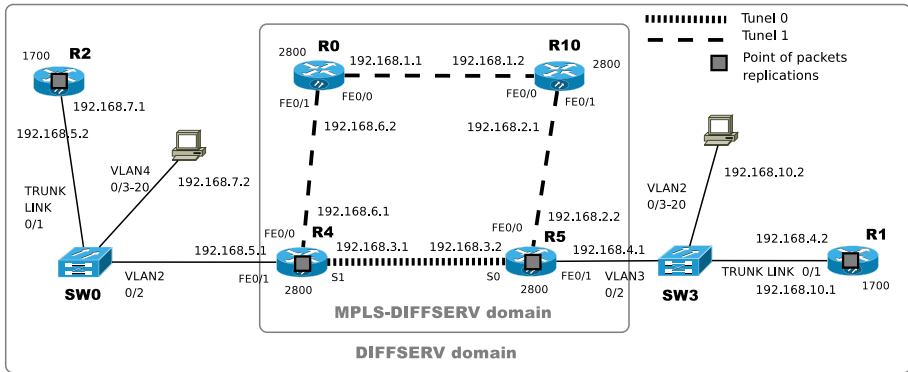 Tunel 0
Tunel 1
Point of packets
replications
R2
1700
192.168.7.1
192.168.5.2
VLAN4
0/3-20
192.168.7.2
TRUNK
LINK
0/1
SW0
VLAN2
0/2
192.168.5.1
R0
2800
192.168.1.1
192.168.1.2
R10
2800
FE0/0
FE0/1
FE0/0
FE0/1
192.168.6.2
192.168.2.1
192.168.6.1
FE0/0
R4
FE0/1
2800
192.168.3.1
S1
192.168.3.2
S0
FE0/0
192.168.2.2
R5
2800
FE0/1
192.168.4.1
VLAN3
0/2
MPLS-DIFFSERV domain
DIFFSERV domain
192.168.10.2
VLAN2
0/3-20
SW3
192.168.4.2
R1
TRUNK LINK 0/1
192.168.10.1
1700